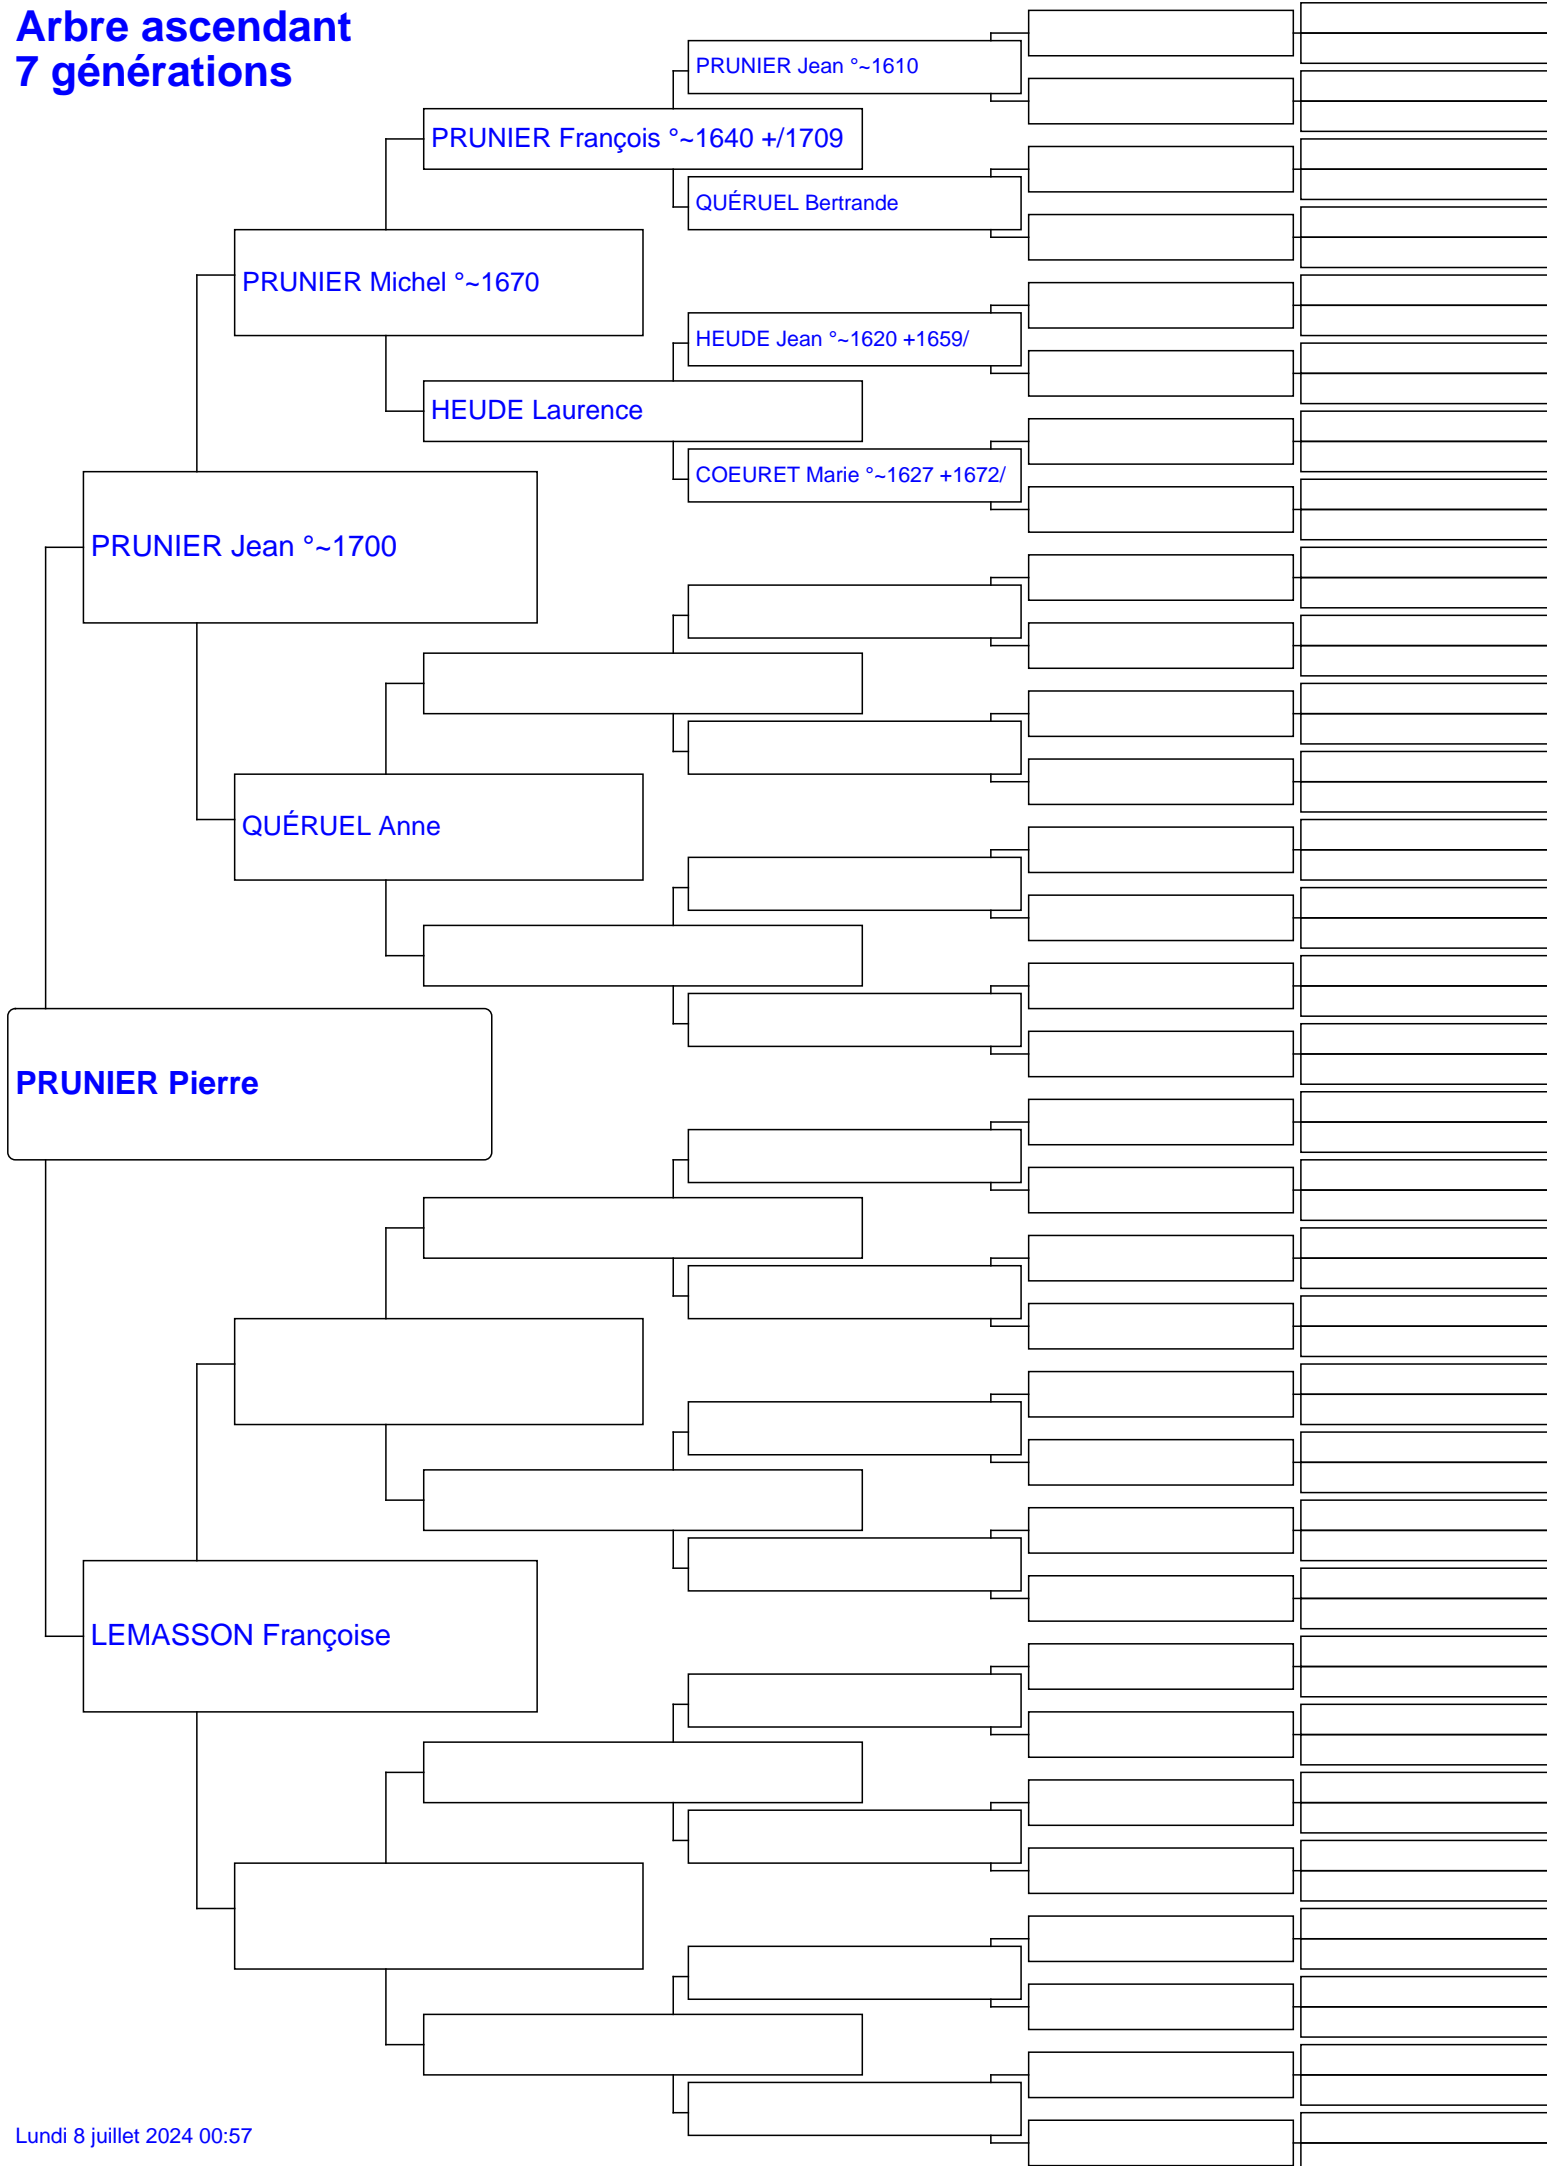 Arbre ascendant
7 générations
PRUNIER Jean °~1610
PRUNIER François °~1640 +/1709
QUÉRUEL Bertrande
PRUNIER Michel °~1670
HEUDE Jean °~1620 +1659/
HEUDE Laurence
COEURET Marie °~1627 +1672/
PRUNIER Jean °~1700
QUÉRUEL Anne
PRUNIER Pierre
LEMASSON Françoise
Lundi 8 juillet 2024 00:57